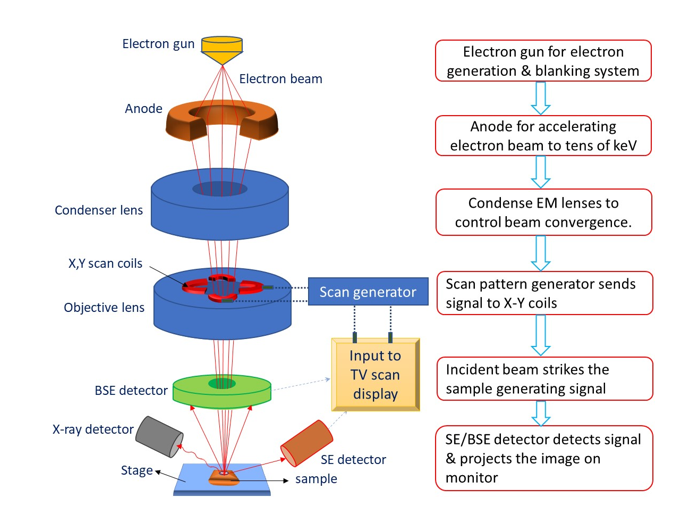 Electron gun
Electron beam
Anode
Condenser lens
X,Y scan coils
Objective lens
Scan generator
Input to
TV scan
display
BSE detector
X-ray detector
SE detector
Stage
sample
Electron gun for electron
generation & blanking system
Anode for accelerating
electron beam to tens of keV
Condense EM lenses to
control beam convergence.
Scan pattern generator sends
signal to X-Y coils
Incident beam strikes the
sample generating signal
SE/BSE detector detects signal
& projects the image on
monitor